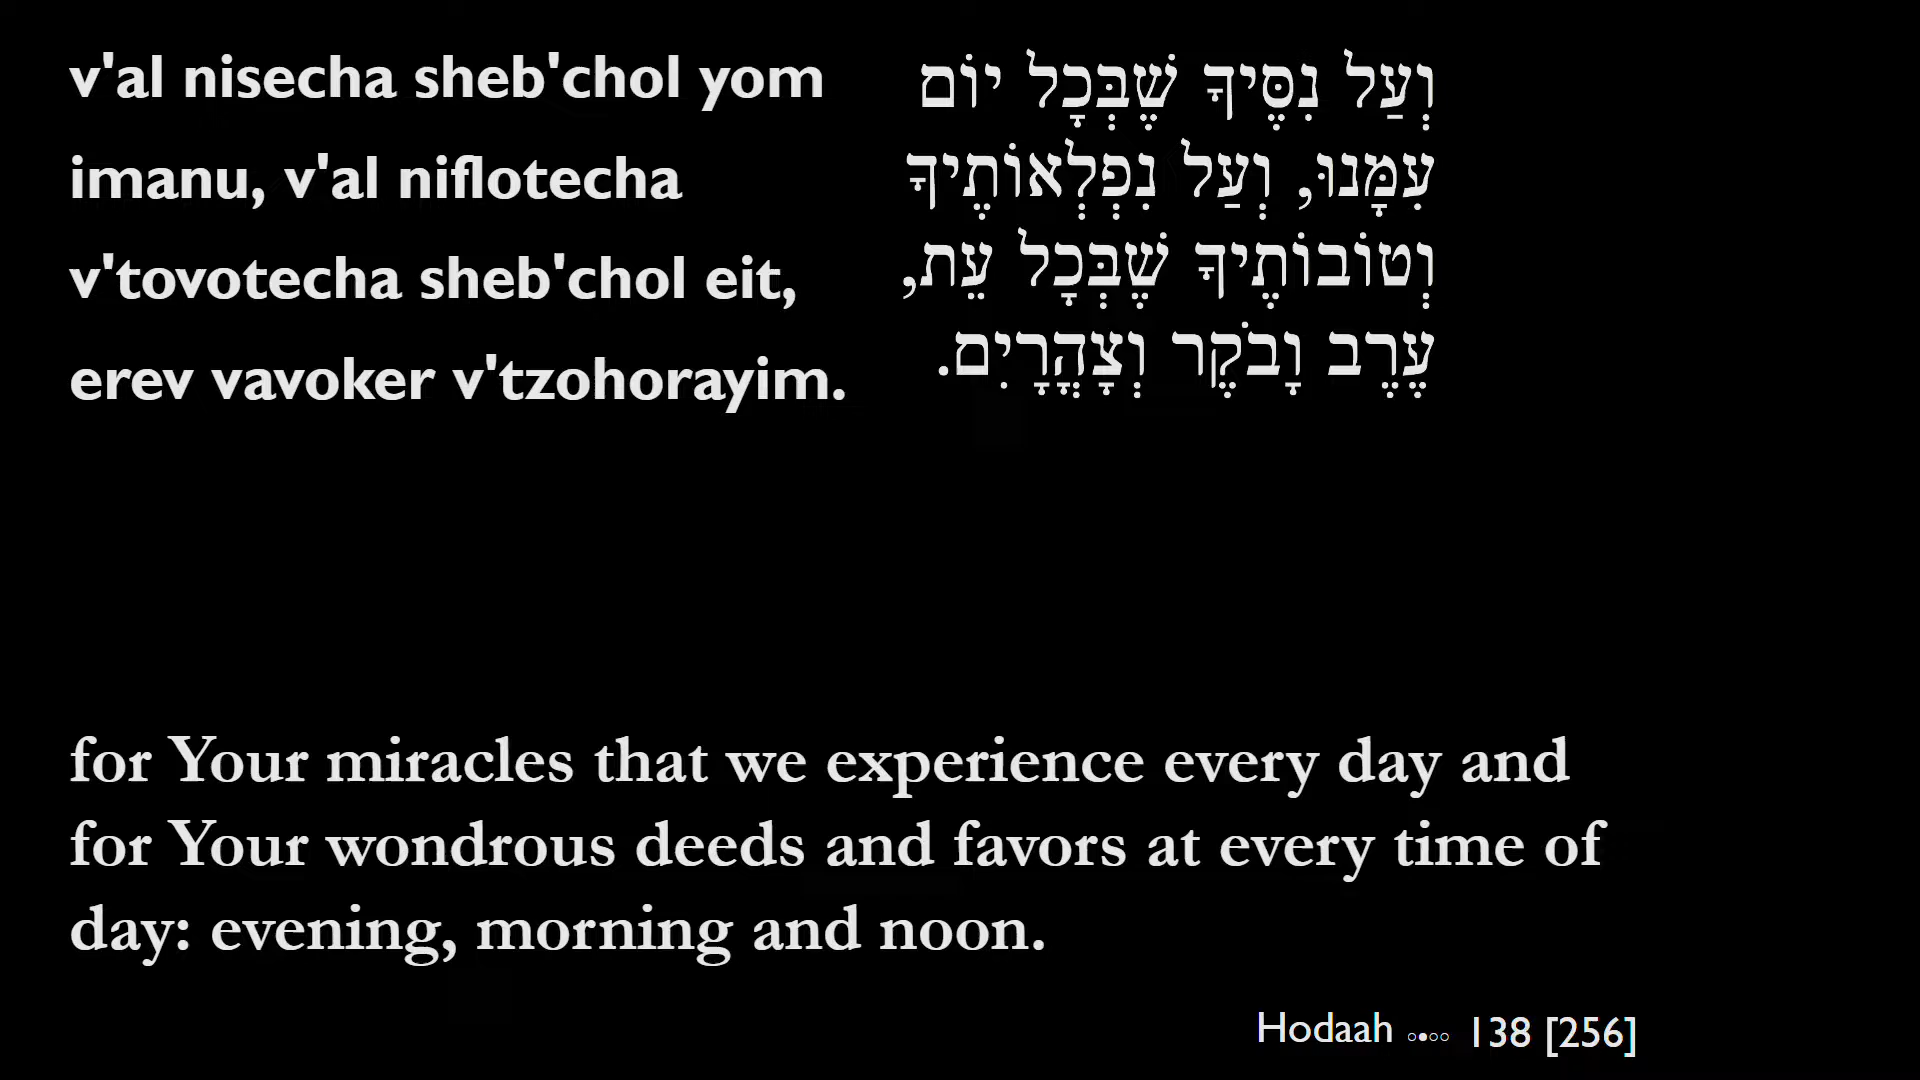 v'al nisecha sheb'chol yom
imanu, v'al niflotecha
v'tovotecha sheb'chol eit,
erev vavoker v'tzohorayim.
וְעַל נִסֶּיךָ שֶׁבְּכָל יוֹם
עִמָּנוּ, וְעַל נִפְלְאוֹתֶיךָ
וְטוֹבוֹתֶיךָ שֶׁבְּכָל עֵת,
עֶרֶב וָבֹקֶר וְצָהֳרָיִם.
for Your miracles that we experience every day and
for Your wondrous deeds and favors at every time of
day: evening, morning and noon.
Hodaah ○●○○ 138 [256]